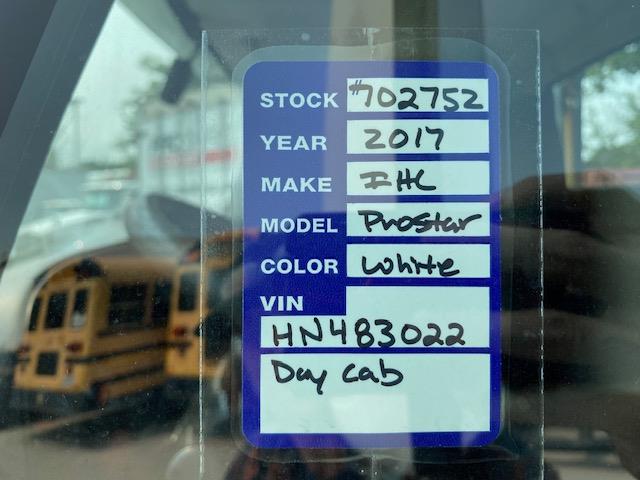 STOCK #702752
YEAR 2017
MAKE IHC
MODEL ProStar
COLOR White
VIN
HN483022
Day Cab